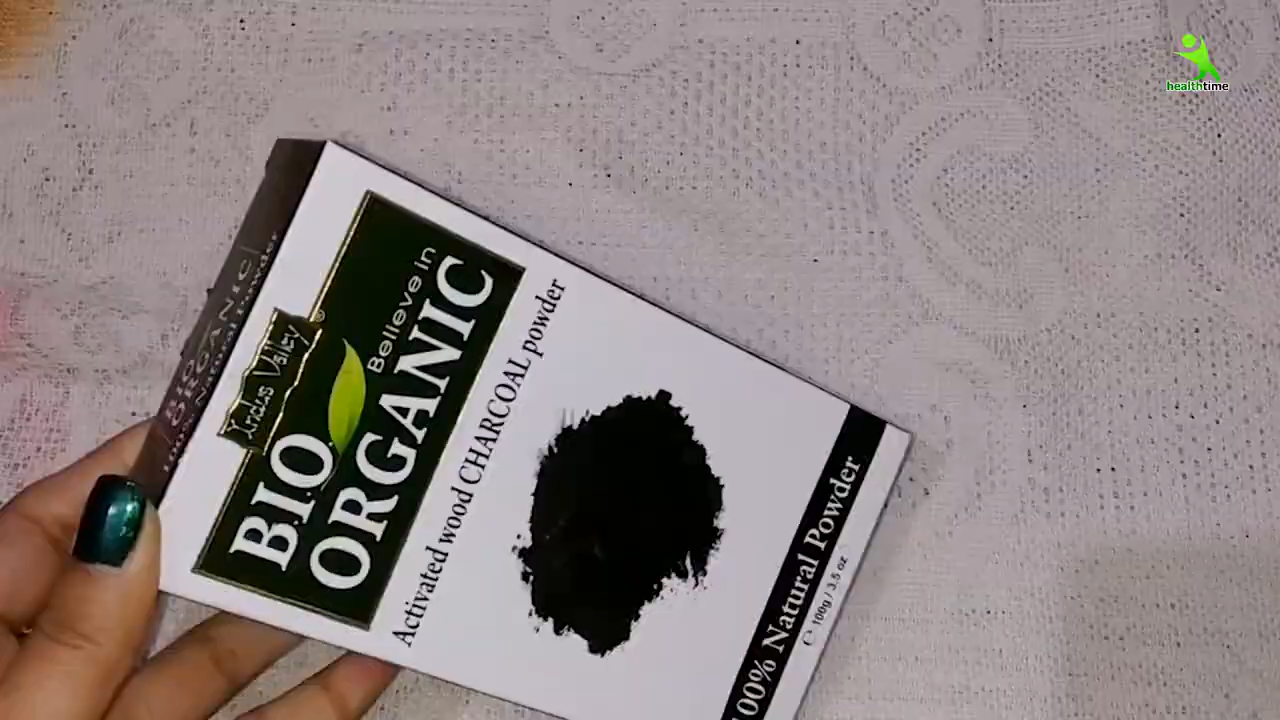 healthtime
Indus Valley®
Believe in
BIO
ORGANIC
Activated wood CHARCOAL powder
100% Natural Powder
℮ 100g / 3.5 oz
BIO
ORGANIC
100% Natural Powder